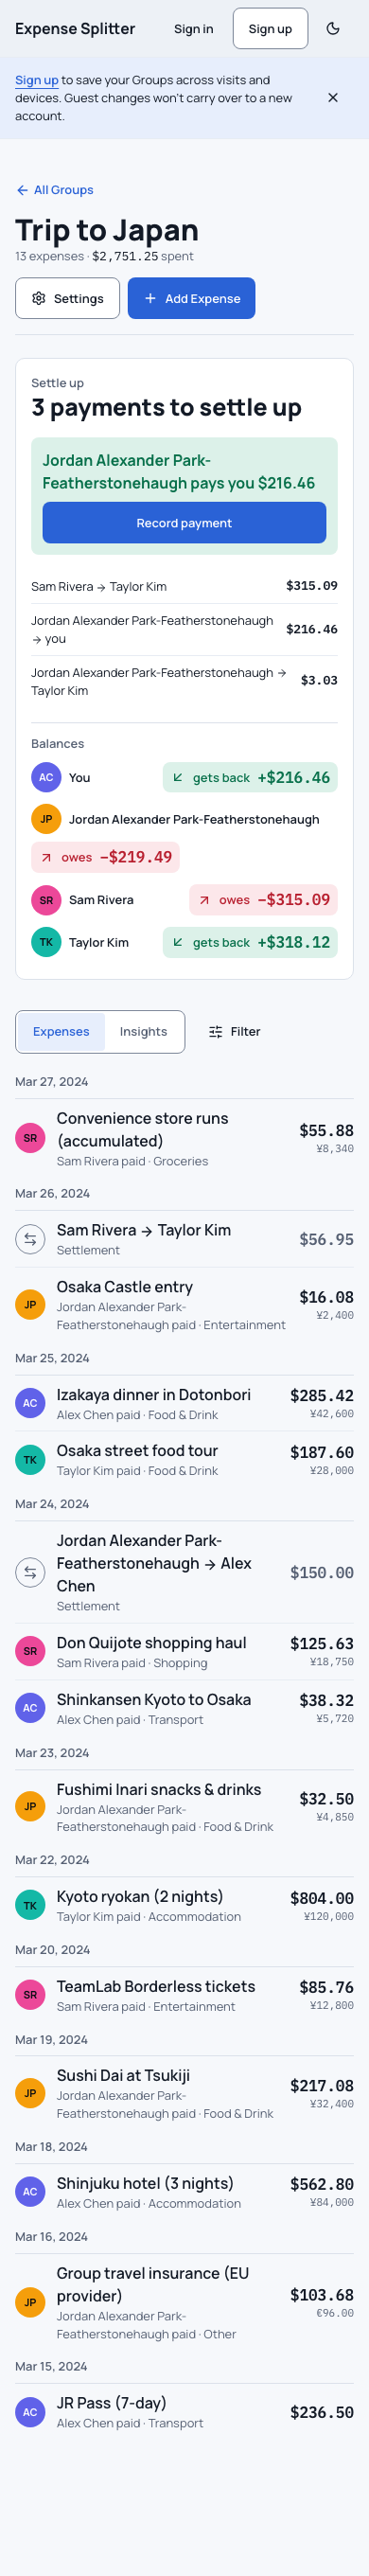 Expense Splitter
Sign in
Sign up
Sign up to save your Groups across visits and
devices. Guest changes won't carry over to a new
account.
All Groups
Trip to Japan
13 expenses · $2,751.25 spent
Settings
Add Expense
Settle up
3 payments to settle up
Jordan Alexander Park-
Featherstonehaugh pays you $216.46
Record payment
Sam Rivera → Taylor Kim $315.09
Jordan Alexander Park-Featherstonehaugh
→ you
$216.46
Jordan Alexander Park-Featherstonehaugh →
Taylor Kim
$3.03
Balances
AC You gets back +$216.46
JP Jordan Alexander Park-Featherstonehaugh
owes −$219.49
SR Sam Rivera owes −$315.09
TK Taylor Kim gets back +$318.12
Expenses
Insights
Filter
Mar 27, 2024
SR
Convenience store runs
(accumulated)
Sam Rivera paid · Groceries
$55.88
¥8,340
Mar 26, 2024
Sam Rivera → Taylor Kim
Settlement
$56.95
JP
Osaka Castle entry
Jordan Alexander Park-
Featherstonehaugh paid · Entertainment
$16.08
¥2,400
Mar 25, 2024
AC
Izakaya dinner in Dotonbori
Alex Chen paid · Food & Drink
$285.42
¥42,600
TK
Osaka street food tour
Taylor Kim paid · Food & Drink
$187.60
¥28,000
Mar 24, 2024
Jordan Alexander Park-
Featherstonehaugh → Alex
Chen
Settlement
$150.00
SR
Don Quijote shopping haul
Sam Rivera paid · Shopping
$125.63
¥18,750
AC
Shinkansen Kyoto to Osaka
Alex Chen paid · Transport
$38.32
¥5,720
Mar 23, 2024
JP
Fushimi Inari snacks & drinks
Jordan Alexander Park-
Featherstonehaugh paid · Food & Drink
$32.50
¥4,850
Mar 22, 2024
TK
Kyoto ryokan (2 nights)
Taylor Kim paid · Accommodation
$804.00
¥120,000
Mar 20, 2024
SR
TeamLab Borderless tickets
Sam Rivera paid · Entertainment
$85.76
¥12,800
Mar 19, 2024
JP
Sushi Dai at Tsukiji
Jordan Alexander Park-
Featherstonehaugh paid · Food & Drink
$217.08
¥32,400
Mar 18, 2024
AC
Shinjuku hotel (3 nights)
Alex Chen paid · Accommodation
$562.80
¥84,000
Mar 16, 2024
JP
Group travel insurance (EU
provider)
Jordan Alexander Park-
Featherstonehaugh paid · Other
$103.68
€96.00
Mar 15, 2024
AC
JR Pass (7-day)
Alex Chen paid · Transport
$236.50